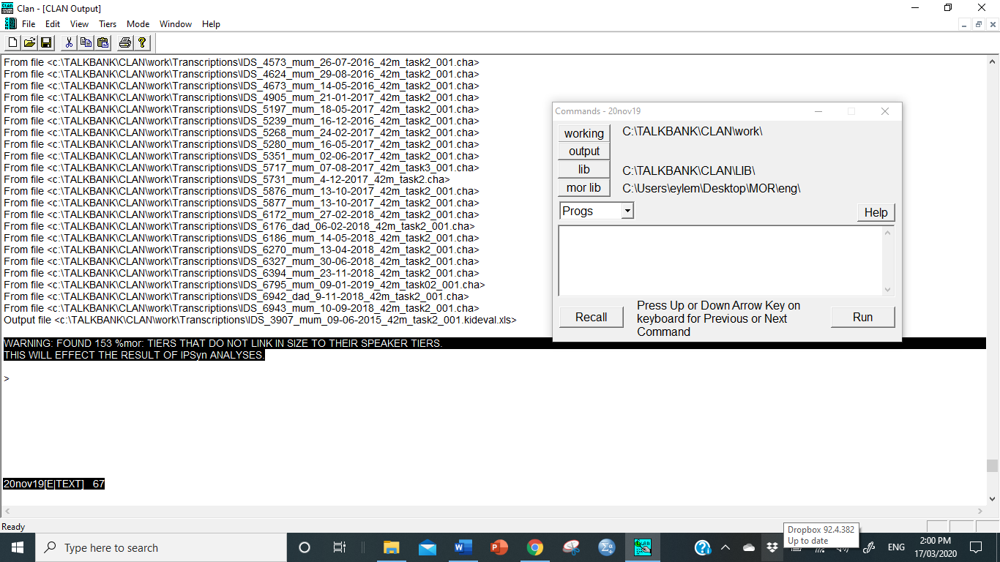 Clan - [CLAN Output]
File Edit View Tiers Mode Window Help
From file <c:\TALKBANK\CLAN\work\Transcriptions\IDS_4573_mum_26-07-2016_42m_task2_001.cha>
From file <c:\TALKBANK\CLAN\work\Transcriptions\IDS_4624_mum_29-08-2016_42m_task2_001.cha>
From file <c:\TALKBANK\CLAN\work\Transcriptions\IDS_4673_mum_14-05-2016_42m_task2_001.cha>
From file <c:\TALKBANK\CLAN\work\Transcriptions\IDS_4905_mum_21-01-2017_42m_task2_001.cha>
From file <c:\TALKBANK\CLAN\work\Transcriptions\IDS_5197_mum_18-05-2017_42m_task2_001.cha>
From file <c:\TALKBANK\CLAN\work\Transcriptions\IDS_5239_mum_16-12-2016_42m_task2_001.cha>
From file <c:\TALKBANK\CLAN\work\Transcriptions\IDS_5268_mum_24-02-2017_42m_task2_001.cha>
From file <c:\TALKBANK\CLAN\work\Transcriptions\IDS_5280_mum_16-05-2017_42m_task2_001.cha>
From file <c:\TALKBANK\CLAN\work\Transcriptions\IDS_5351_mum_02-06-2017_42m_task2_001.cha>
From file <c:\TALKBANK\CLAN\work\Transcriptions\IDS_5717_mum_07-08-2017_42m_task3_001.cha>
From file <c:\TALKBANK\CLAN\work\Transcriptions\IDS_5731_mum_4-12-2017_42m_task2.cha>
From file <c:\TALKBANK\CLAN\work\Transcriptions\IDS_5876_mum_13-10-2017_42m_task2_001.cha>
From file <c:\TALKBANK\CLAN\work\Transcriptions\IDS_5877_mum_13-10-2017_42m_task2_001.cha>
From file <c:\TALKBANK\CLAN\work\Transcriptions\IDS_6172_mum_27-02-2018_42m_task2_001.cha>
From file <c:\TALKBANK\CLAN\work\Transcriptions\IDS_6176_dad_06-02-2018_42m_task2_001.cha>
From file <c:\TALKBANK\CLAN\work\Transcriptions\IDS_6186_mum_14-05-2018_42m_task2_001.cha>
From file <c:\TALKBANK\CLAN\work\Transcriptions\IDS_6270_mum_13-04-2018_42m_task2_001.cha>
From file <c:\TALKBANK\CLAN\work\Transcriptions\IDS_6327_mum_30-06-2018_42m_task2_001.cha>
From file <c:\TALKBANK\CLAN\work\Transcriptions\IDS_6394_mum_23-11-2018_42m_task2_001.cha>
From file <c:\TALKBANK\CLAN\work\Transcriptions\IDS_6795_mum_09-01-2019_42m_task02_001.cha>
From file <c:\TALKBANK\CLAN\work\Transcriptions\IDS_6942_dad_9-11-2018_42m_task2_001.cha>
From file <c:\TALKBANK\CLAN\work\Transcriptions\IDS_6943_mum_10-09-2018_42m_task2_001.cha>
Output file <c:\TALKBANK\CLAN\work\Transcriptions\IDS_3907_mum_09-06-2015_42m_task2_001.kideval.xls>
WARNING: FOUND 153 %mor: TIERS THAT DO NOT LINK IN SIZE TO THEIR SPEAKER TIERS.
THIS WILL EFFECT THE RESULT OF IPSyn ANALYSES.
>
20nov19[E|TEXT] 67
Commands - 20nov19
working C:\TALKBANK\CLAN\work\
output
lib C:\TALKBANK\CLAN\LIB\
mor lib C:\Users\eylem\Desktop\MOR\eng\
Progs
Help
Recall
Press Up or Down Arrow Key on
keyboard for Previous or Next
Command
Run
Ready
Dropbox 92.4.382
Up to date
Type here to search
ENG
2:00 PM
17/03/2020